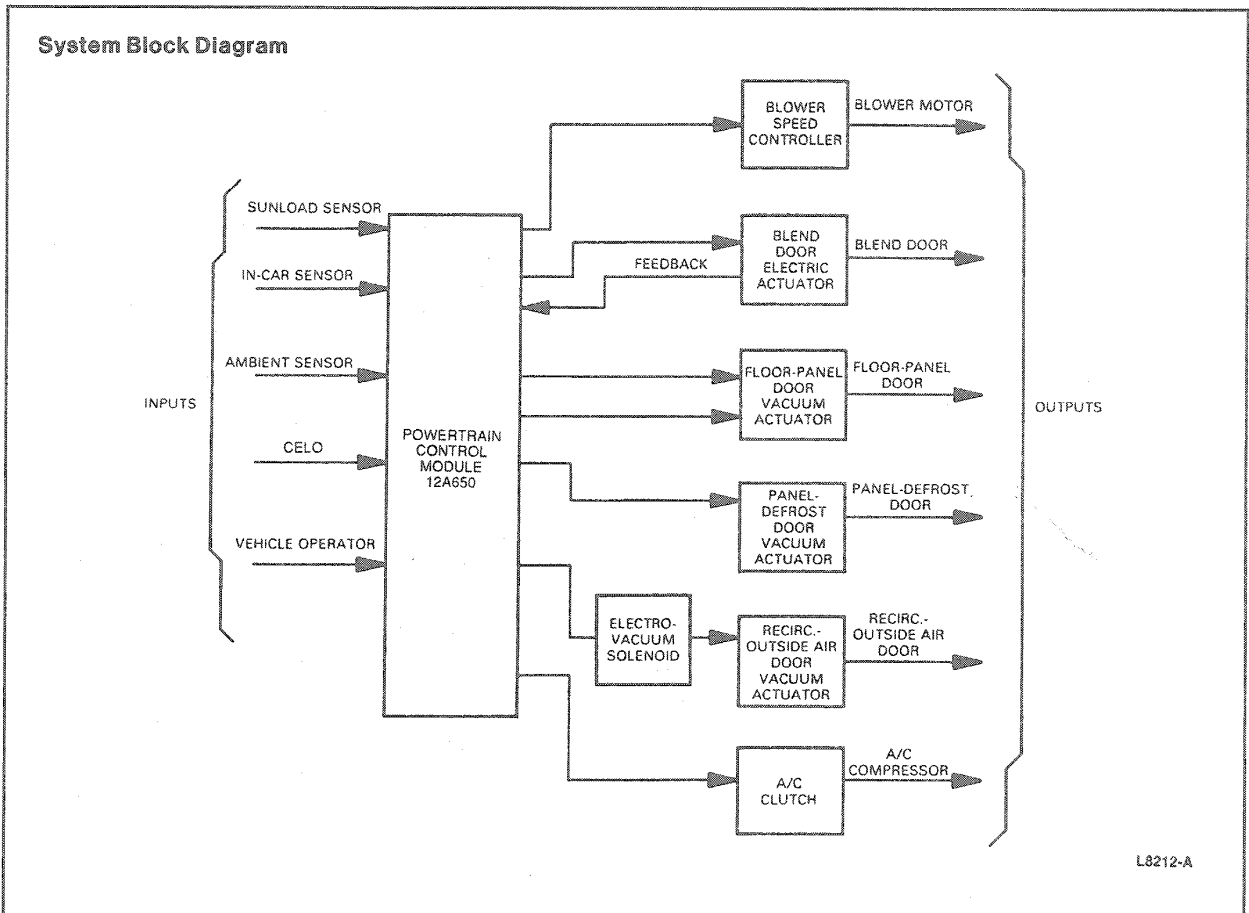 System Block Diagram
BLOWER
SPEED
CONTROLLER
BLOWER MOTOR
SUNLOAD SENSOR
IN-CAR SENSOR
AMBIENT SENSOR
INPUTS
CELO
VEHICLE OPERATOR
POWERTRAIN
CONTROL
MODULE
12A650
FEEDBACK
BLEND
DOOR
ELECTRIC
ACTUATOR
BLEND DOOR
FLOOR-PANEL
DOOR
VACUUM
ACTUATOR
FLOOR-PANEL
DOOR
OUTPUTS
PANEL-
DEFROST
DOOR
VACUUM
ACTUATOR
PANEL-DEFROST
DOOR
ELECTRO-
VACUUM
SOLENOID
RECIRC.-
OUTSIDE AIR
DOOR
VACUUM
ACTUATOR
RECIRC.-
OUTSIDE AIR
DOOR
A/C
CLUTCH
A/C
COMPRESSOR
L8212-A